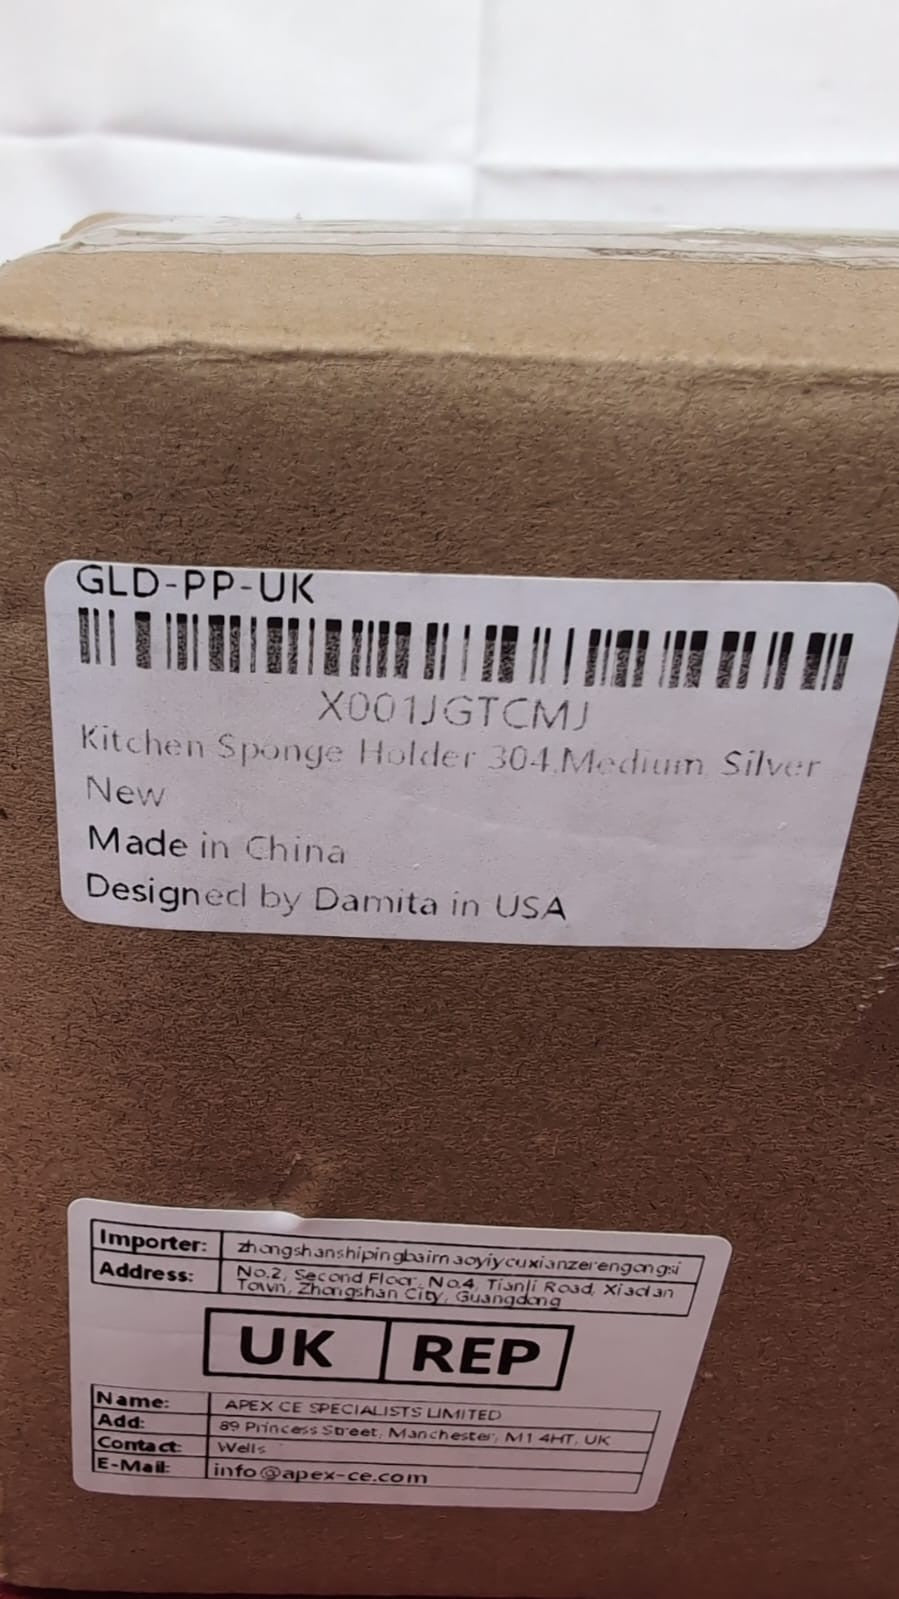 GLD-PP-UK
X001JGTCMJ
Kitchen Sponge Holder 304,Medium, Silver
New
Made in China
Designed by Damita in USA
Importer:
Address: No.2, Second Floor, No.4, Tianli Road, Xiaolan
Town, Zhongshan City, Guangdong
UK REP
Name: APEX CE SPECIALISTS LIMITED
Add: 89 Princess Street, Manchester, M1 4HT, UK
Contact: Wells
E-Mail: info@apex-ce.com